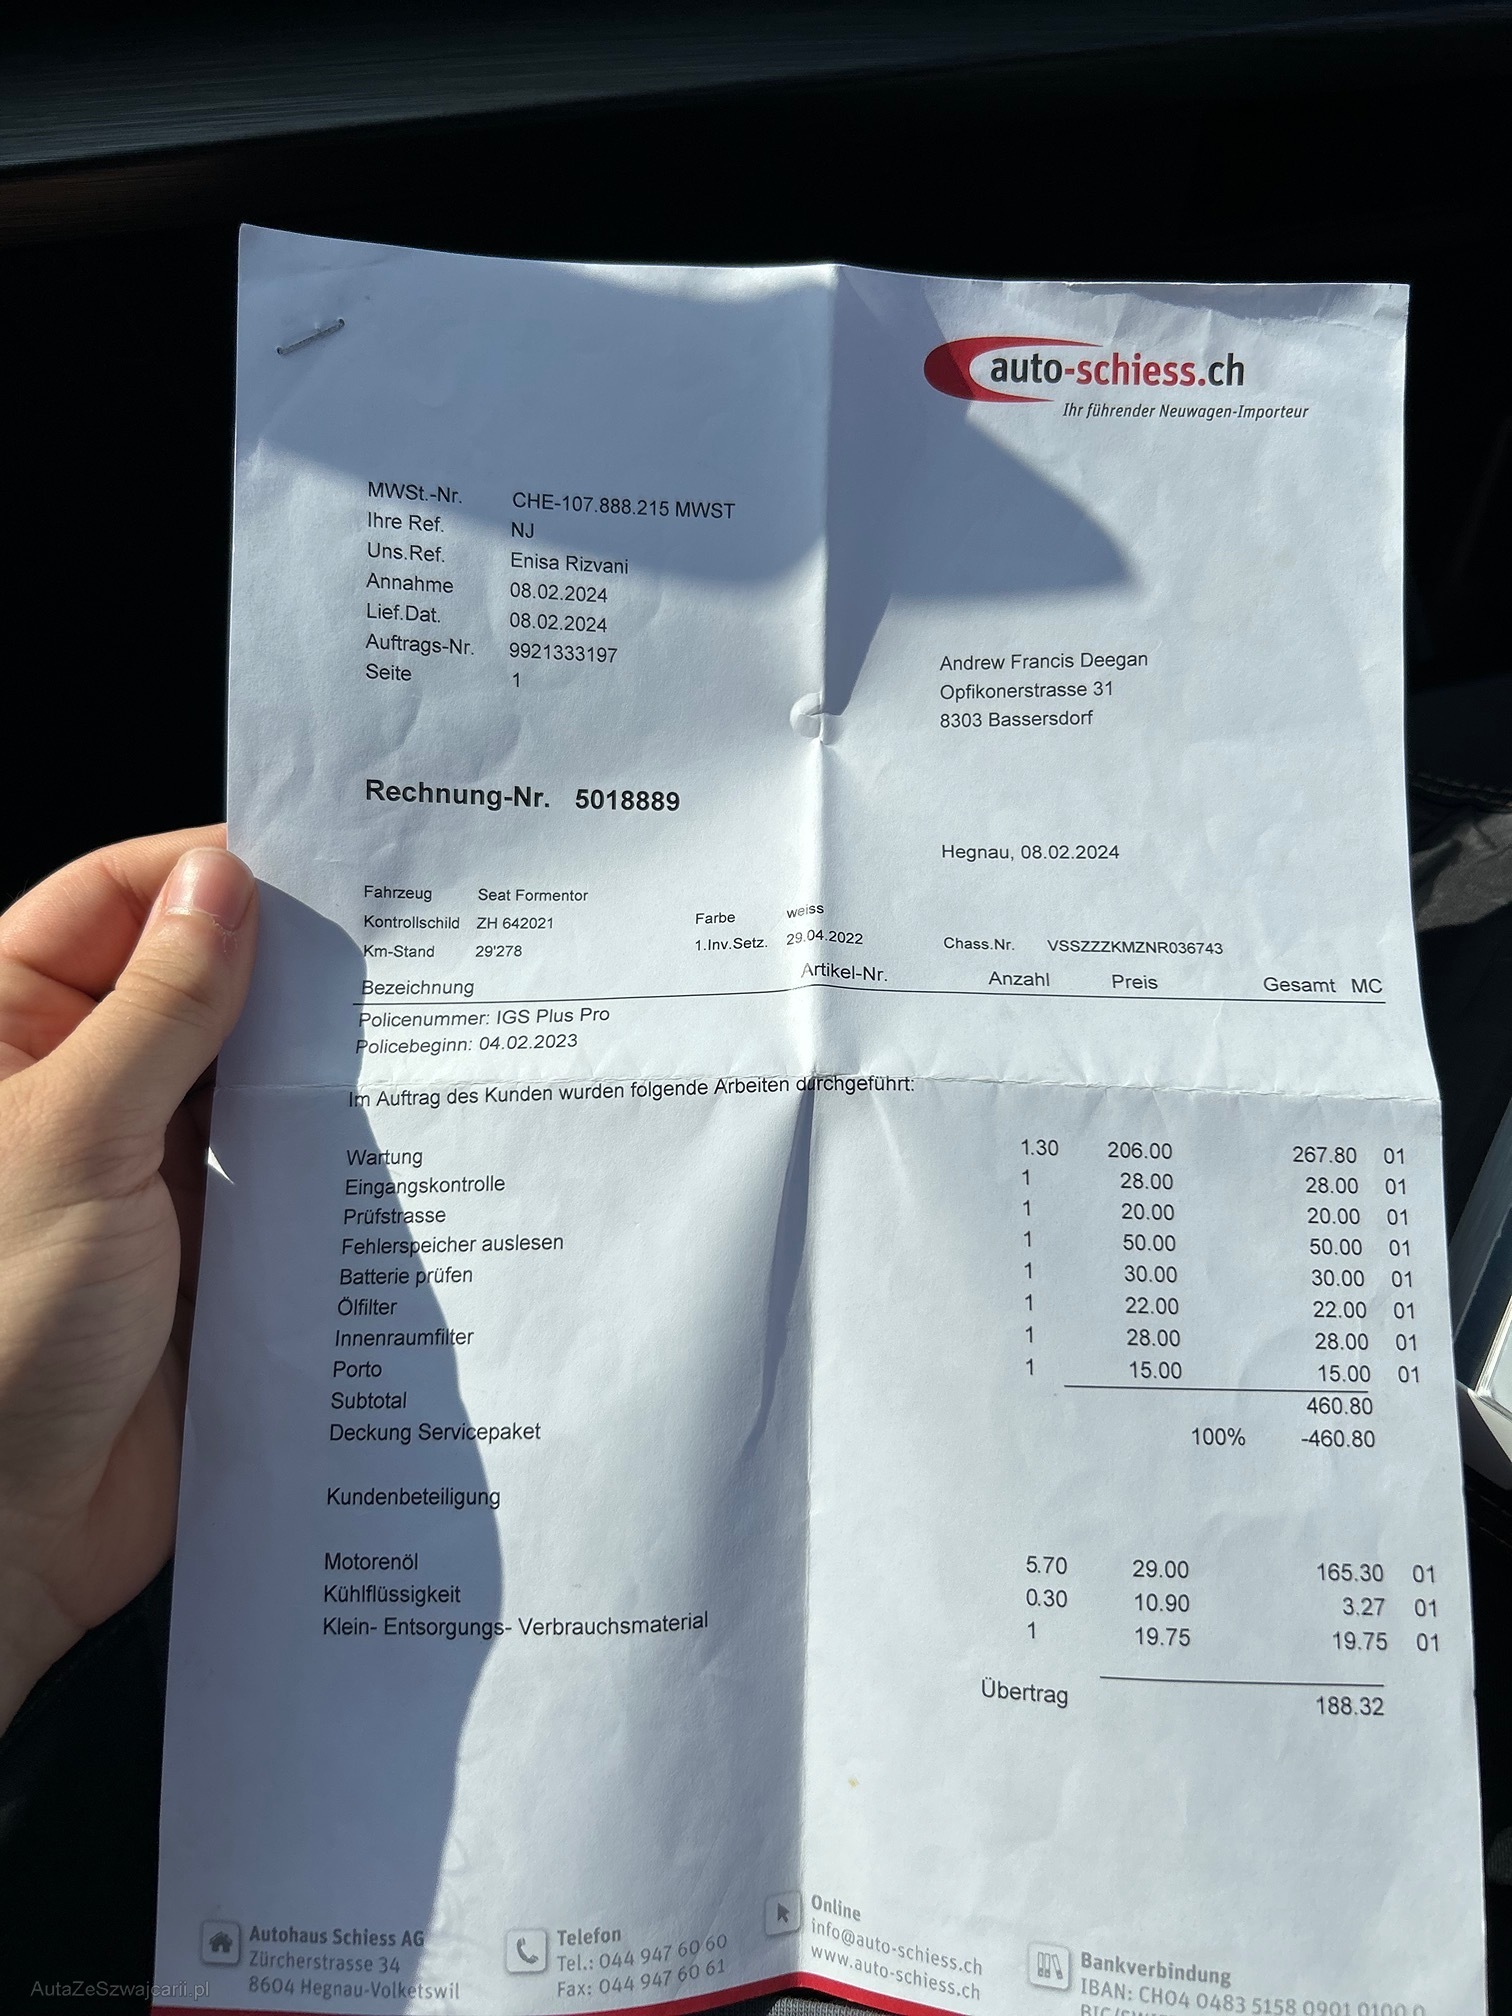 auto-schiess.ch
Ihr führender Neuwagen-Importeur
MWSt.-Nr. CHE-107.888.215 MWST
Ihre Ref. NJ
Uns.Ref. Enisa Rizvani
Annahme 08.02.2024
Lief.Dat. 08.02.2024
Auftrags-Nr. 9921333197
Seite 1
Andrew Francis Deegan
Opfikonerstrasse 31
8303 Bassersdorf
Rechnung-Nr. 5018889
Hegnau, 08.02.2024
Fahrzeug Seat Formentor
Kontrollschild ZH 642021 Farbe weiss
Km-Stand 29'278 1.Inv.Setz. 29.04.2022 Chass.Nr. VSSZZZKMZNR036743
Bezeichnung Artikel-Nr. Anzahl Preis Gesamt MC
Policenummer: IGS Plus Pro
Policebeginn: 04.02.2023
Im Auftrag des Kunden wurden folgende Arbeiten durchgeführt:
Wartung 1.30 206.00 267.80 01
Eingangskontrolle 1 28.00 28.00 01
Prüfstrasse 1 20.00 20.00 01
Fehlerspeicher auslesen 1 50.00 50.00 01
Batterie prüfen 1 30.00 30.00 01
Ölfilter 1 22.00 22.00 01
Innenraumfilter 1 28.00 28.00 01
Porto 1 15.00 15.00 01
Subtotal 460.80
Deckung Servicepaket 100% -460.80
Kundenbeteiligung
Motorenöl 5.70 29.00 165.30 01
Kühlflüssigkeit 0.30 10.90 3.27 01
Klein- Entsorgungs- Verbrauchsmaterial 1 19.75 19.75 01
Übertrag 188.32
Autohaus Schiess AG
Zürcherstrasse 34
8604 Hegnau-Volketswil
Telefon
Tel.: 044 947 60 60
Fax: 044 947 60 61
Online
info@auto-schiess.ch
www.auto-schiess.ch
Bankverbindung
IBAN: CH04 0483 5158 0901 0100 0
AutaZeSzwajcarii.pl